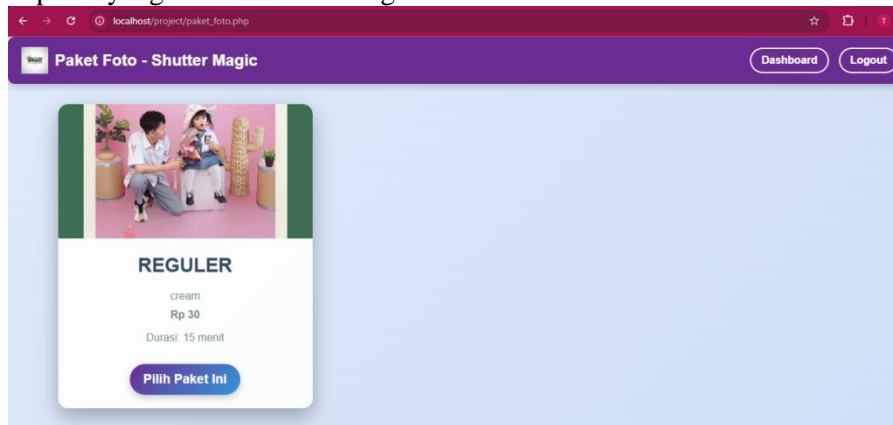 localhost/project/paket_foto.php
T
Paket Foto - Shutter Magic
Dashboard
Logout
REGULER
cream
Rp 30
Durasi: 15 menit
Pilih Paket Ini